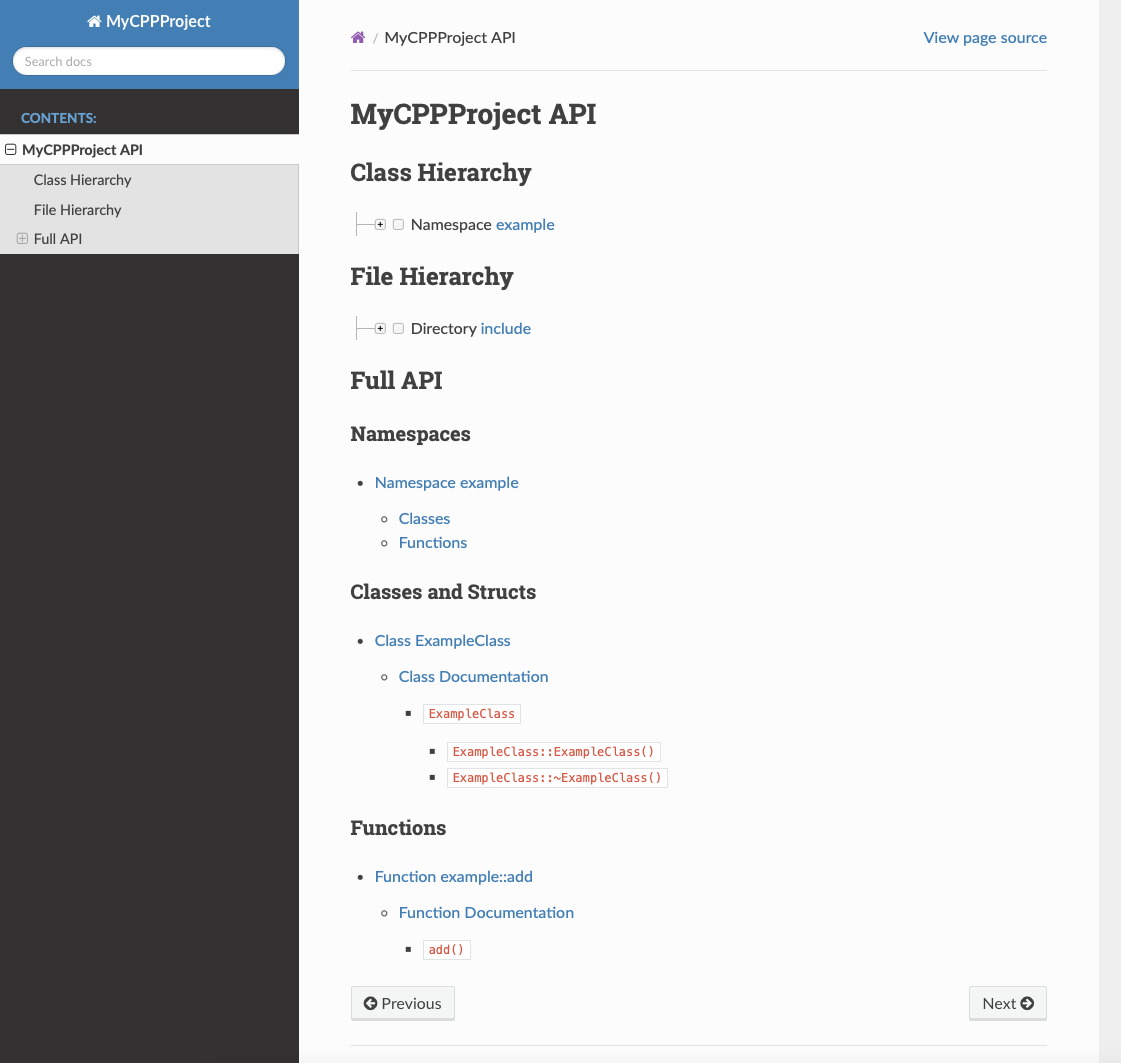 MyCPPProject
Search docs
CONTENTS:
MyCPPProject API
Class Hierarchy
File Hierarchy
Full API
/ MyCPPProject API
View page source
MyCPPProject API
Class Hierarchy
Namespace example
File Hierarchy
Directory include
Full API
Namespaces
Namespace example
Classes
Functions
Classes and Structs
Class ExampleClass
Class Documentation
ExampleClass
ExampleClass::ExampleClass()
ExampleClass::~ExampleClass()
Functions
Function example::add
Function Documentation
add()
Previous
Next